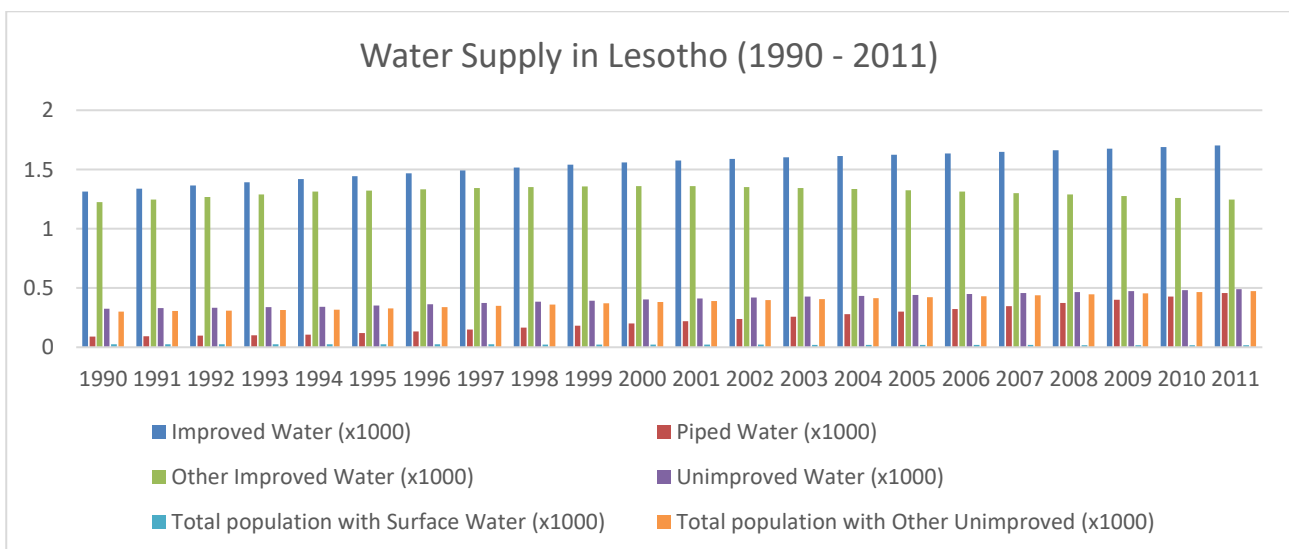 Water Supply in Lesotho (1990 - 2011)
2
1.5
1
0.5
0
1990 1991 1992 1993 1994 1995 1996 1997 1998 1999 2000 2001 2002 2003 2004 2005 2006 2007 2008 2009 2010 2011
Improved Water (x1000) Piped Water (x1000)
Other Improved Water (x1000) Unimproved Water (x1000)
Total population with Surface Water (x1000) Total population with Other Unimproved (x1000)